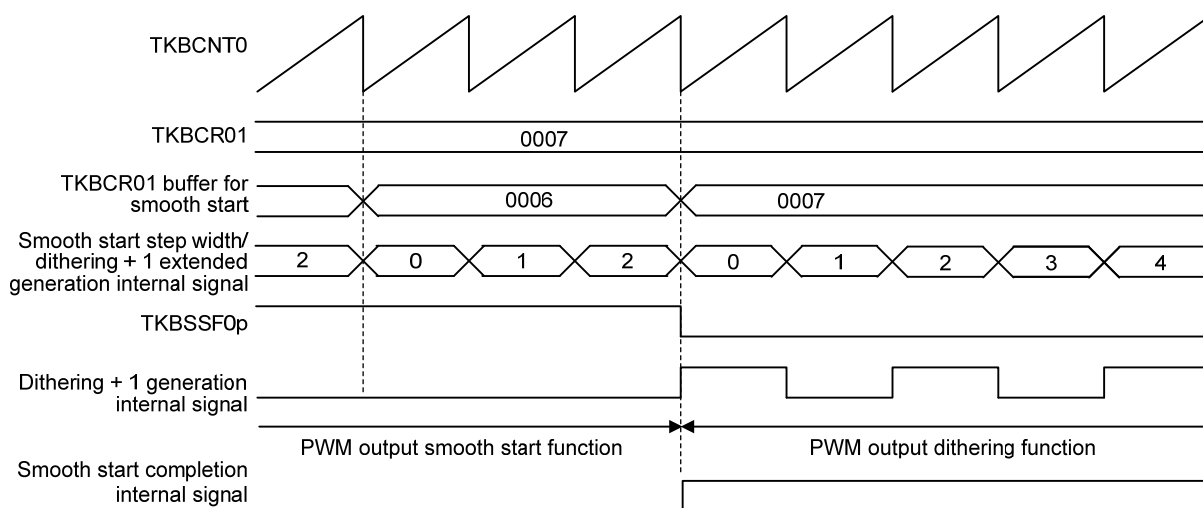 TKBCNT0
TKBCR01
0007
TKBCR01 buffer for
smooth start
0006
0007
Smooth start step width/
dithering + 1 extended
generation internal signal
2 0 1 2 0 1 2 3 4
TKBSSF0p
Dithering + 1 generation
internal signal
PWM output smooth start function
PWM output dithering function
Smooth start completion
internal signal